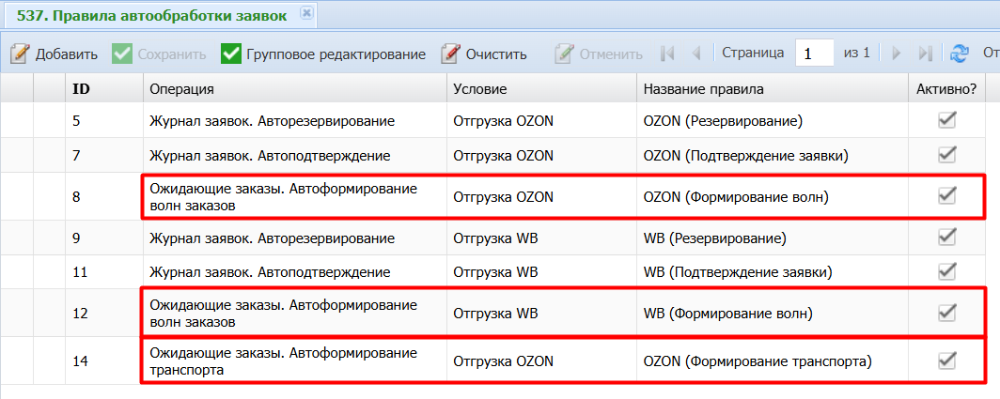 537. Правила автообработки заявок
Добавить Сохранить Групповое редактирование Очистить Отменить Страница 1 из 1 От
ID Операция Условие Название правила Активно?
5 Журнал заявок. Авторезервирование Отгрузка OZON OZON (Резервирование)
7 Журнал заявок. Автоподтверждение Отгрузка OZON OZON (Подтверждение заявки)
Ожидающие заказы. Автоформирование
8 волн заказов Отгрузка OZON OZON (Формирование волн)
9 Журнал заявок. Авторезервирование Отгрузка WB WB (Резервирование)
11 Журнал заявок. Автоподтверждение Отгрузка WB WB (Подтверждение заявки)
Ожидающие заказы. Автоформирование
12 волн заказов Отгрузка WB WB (Формирование волн)
Ожидающие заказы. Автоформирование
14 транспорта Отгрузка OZON OZON (Формирование транспорта)